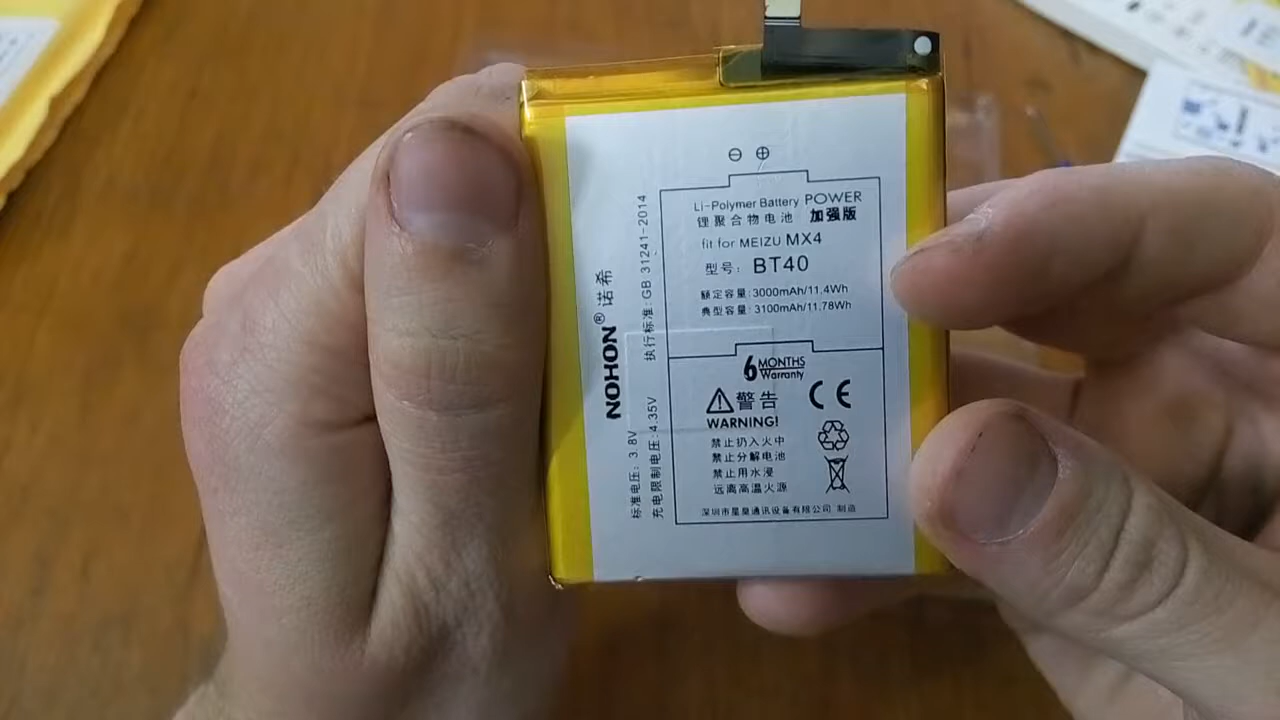 Li-Polymer Battery POWER
锂聚合物电池 加强版
fit for MEIZU MX4
型号: BT40
额定容量: 3000mAh/11.4Wh
典型容量: 3100mAh/11.78Wh
6 MONTHS
Warranty
警告
WARNING!
禁止扔入火中
禁止分解电池
禁止用水浸
远离高温火源
深圳市星皇通讯设备有限公司 制造
CE
NOHON® 诺希
标准电压: 3.8V 执行标准: GB 31241-2014
充电限制电压: 4.35V